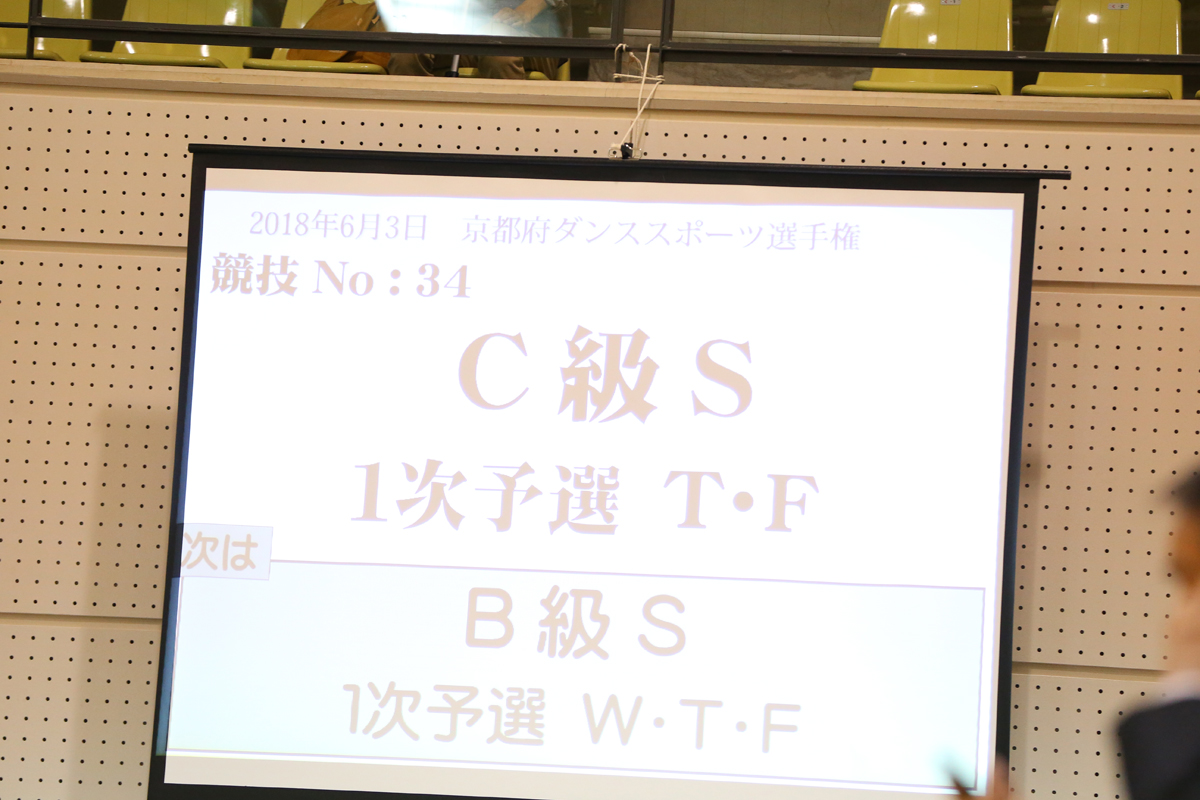 2018年6月3日　京都府ダンススポーツ選手権
競技 No：34
C 級 S
1次予選 T・F
次は
B 級 S
1次予選 W・T・F